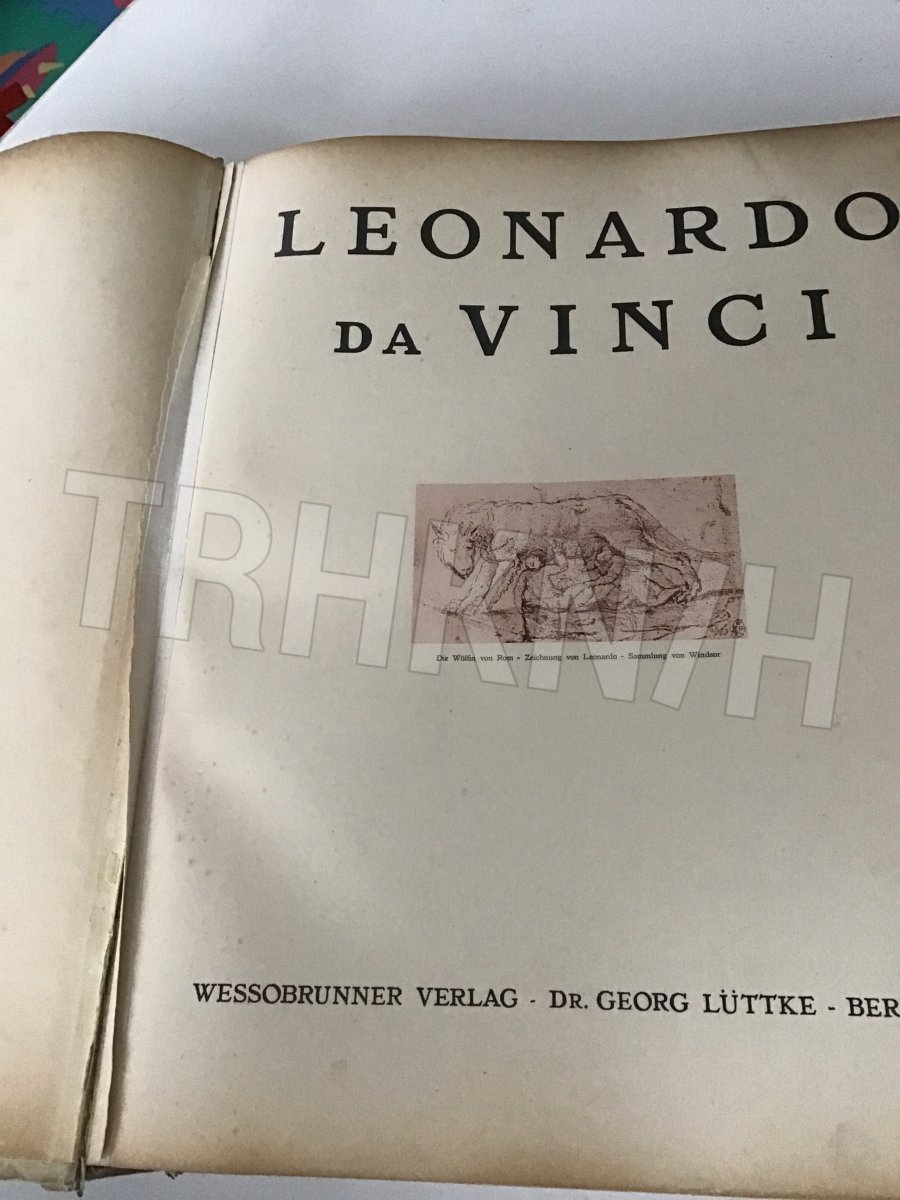 LEONARDO
DA VINCI
Die Wölfin von Rom - Zeichnung von Leonardo - Sammlung von Windsor
WESSOBRUNNER VERLAG - DR. GEORG LÜTTKE - BER